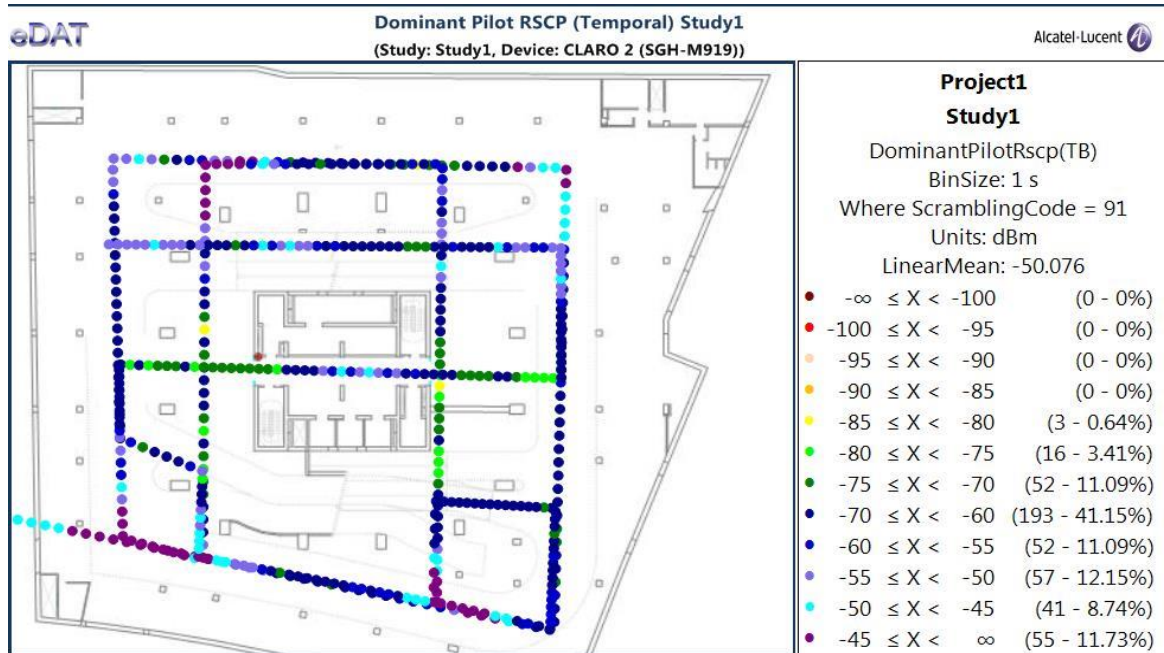 eDAT
Dominant Pilot RSCP (Temporal) Study1
(Study: Study1, Device: CLARO 2 (SGH-M919))
Alcatel·Lucent
Project1
Study1
DominantPilotRscp(TB)
BinSize: 1 s
Where ScramblingCode = 91
Units: dBm
LinearMean: -50.076
-∞ ≤ X < -100 (0 - 0%)
-100 ≤ X < -95 (0 - 0%)
-95 ≤ X < -90 (0 - 0%)
-90 ≤ X < -85 (0 - 0%)
-85 ≤ X < -80 (3 - 0.64%)
-80 ≤ X < -75 (16 - 3.41%)
-75 ≤ X < -70 (52 - 11.09%)
-70 ≤ X < -60 (193 - 41.15%)
-60 ≤ X < -55 (52 - 11.09%)
-55 ≤ X < -50 (57 - 12.15%)
-50 ≤ X < -45 (41 - 8.74%)
-45 ≤ X < ∞ (55 - 11.73%)